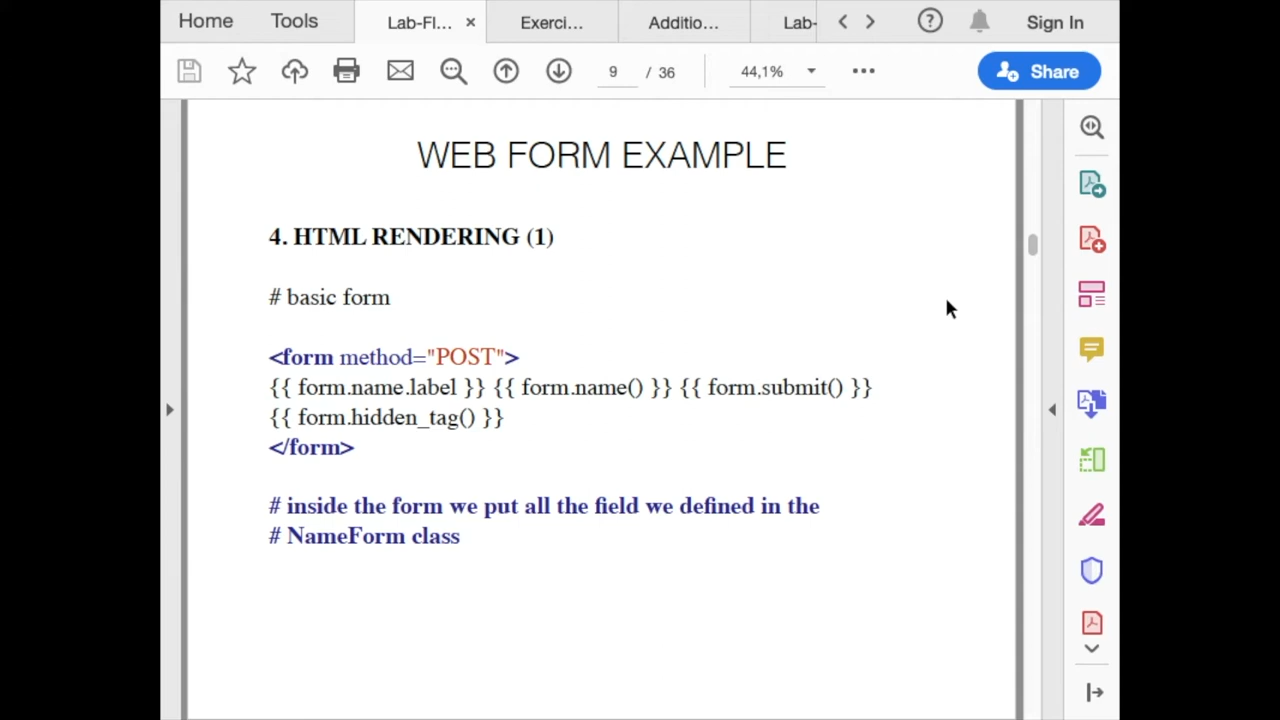 Home Tools Lab-Fl... × Exerci... Additio... Lab- Sign In
9 / 36 44,1% Share
WEB FORM EXAMPLE
4. HTML RENDERING (1)
# basic form
<form method="POST">
{{ form.name.label }} {{ form.name() }} {{ form.submit() }}
{{ form.hidden_tag() }}
</form>
# inside the form we put all the field we defined in the
# NameForm class